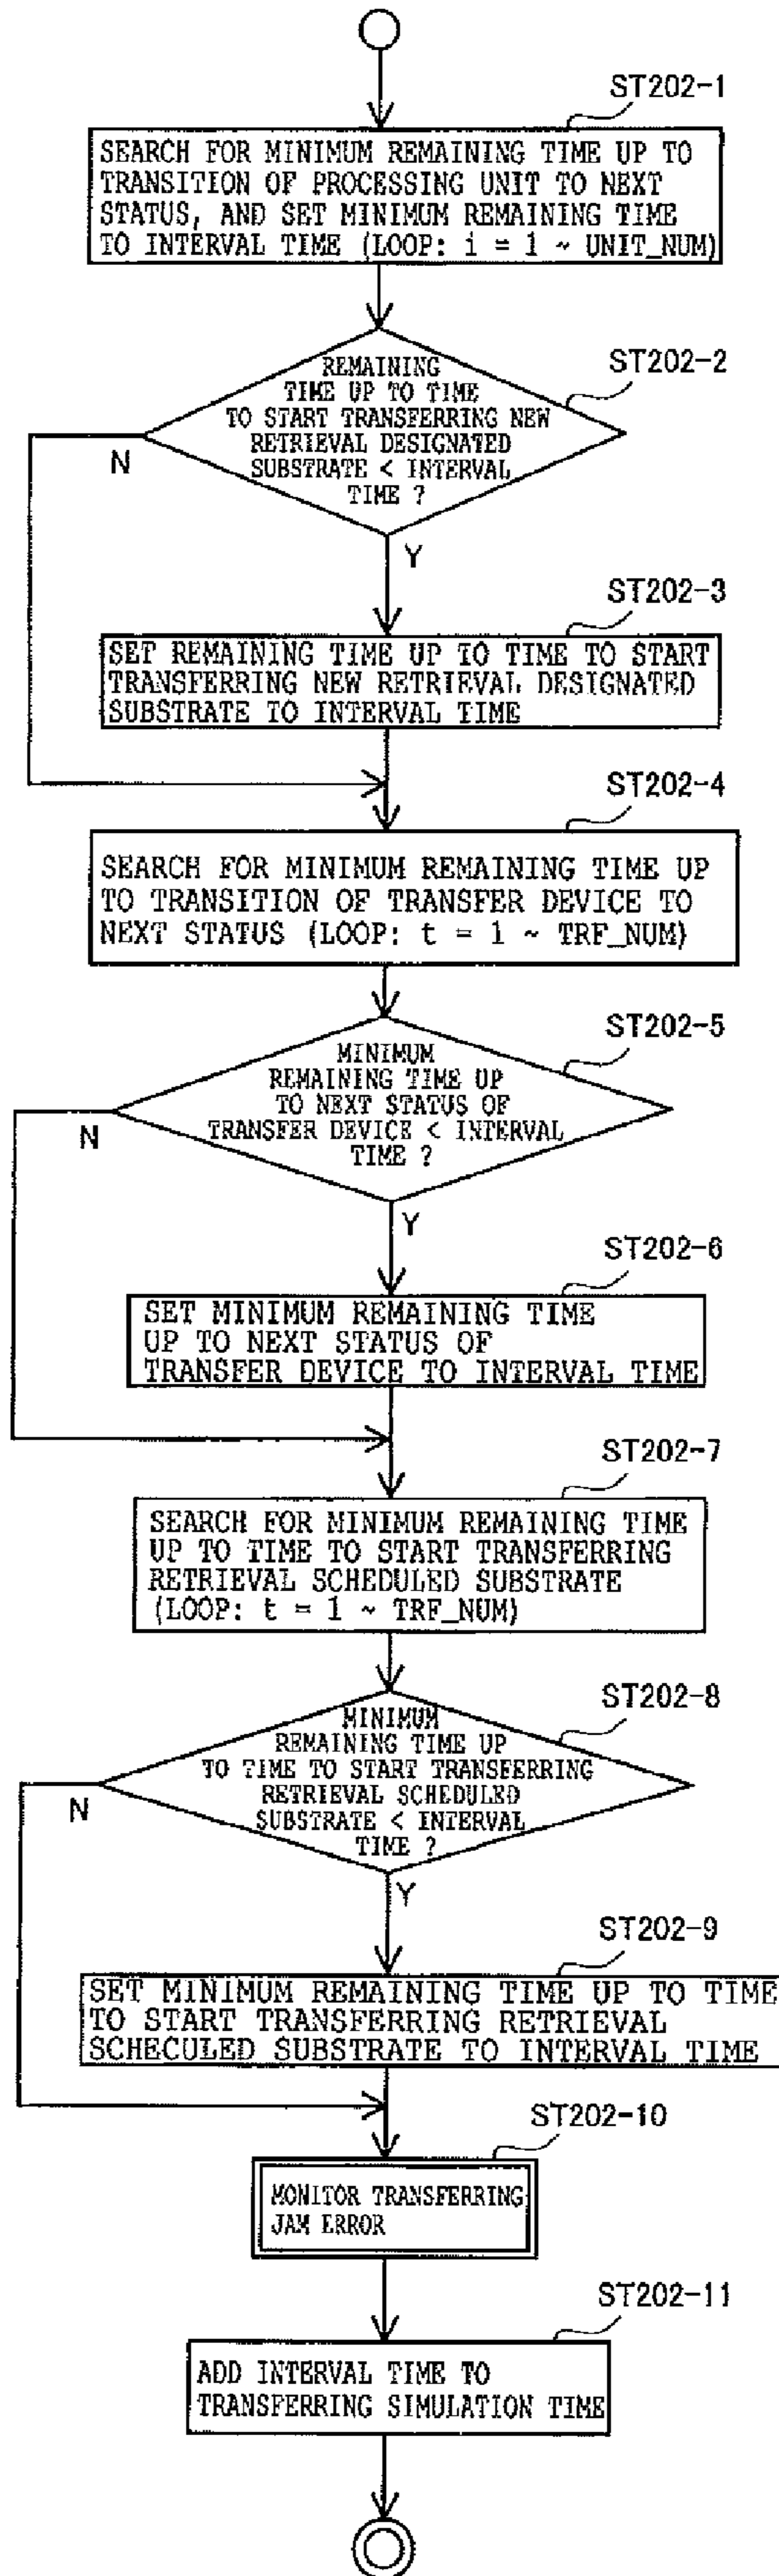 ST202-1
SEARCH FOR MINIMUM REMAINING TIME UP TO
TRANSITION OF PROCESSING UNIT TO NEXT
STATUS, AND SET MINIMUM REMAINING TIME
TO INTERVAL TIME (LOOP: i = 1 ~ UNIT_NUM)
ST202-2
REMAINING
TIME UP TO TIME
TO START TRANSFERRING NEW
RETRIEVAL DESIGNATED
SUBSTRATE < INTERVAL
TIME ?
N
Y
ST202-3
SET REMAINING TIME UP TO TIME TO START
TRANSFERRING NEW RETRIEVAL DESIGNATED
SUBSTRATE TO INTERVAL TIME
ST202-4
SEARCH FOR MINIMUM REMAINING TIME UP
TO TRANSITION OF TRANSFER DEVICE TO
NEXT STATUS (LOOP: t = 1 ~ TRF_NUM)
ST202-5
MINIMUM
REMAINING TIME UP
TO NEXT STATUS OF
TRANSFER DEVICE < INTERVAL
TIME ?
N
Y
ST202-6
SET MINIMUM REMAINING TIME
UP TO NEXT STATUS OF
TRANSFER DEVICE TO INTERVAL TIME
ST202-7
SEARCH FOR MINIMUM REMAINING TIME
UP TO TIME TO START TRANSFERRING
RETRIEVAL SCHEDULED SUBSTRATE
(LOOP: t = 1 ~ TRF_NUM)
ST202-8
MINIMUM
REMAINING TIME UP
TO TIME TO START TRANSFERRING
RETRIEVAL SCHEDULED
SUBSTRATE < INTERVAL
TIME ?
N
Y
ST202-9
SET MINIMUM REMAINING TIME UP TO TIME
TO START TRANSFERRING RETRIEVAL
SCHECULED SUBSTRATE TO INTERVAL TIME
ST202-10
MONITOR TRANSFERRING
JAM ERROR
ST202-11
ADD INTERVAL TIME TO
TRANSFERRING SIMULATION TIME